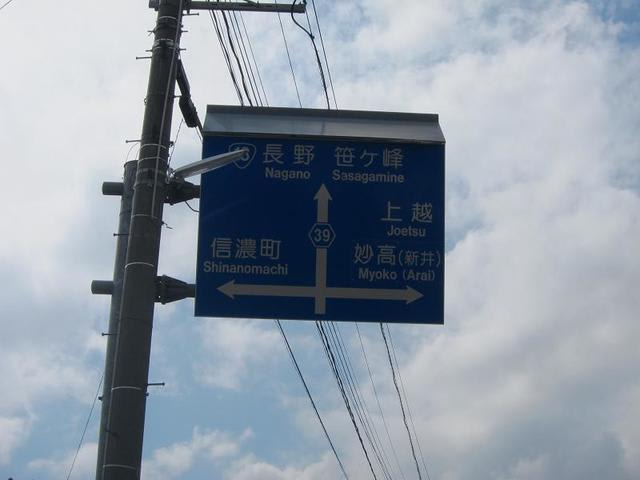 長野 笹ヶ峰
Nagano Sasagamine
上越
Joetsu
39
信濃町
Shinanomachi
妙高(新井)
Myoko (Arai)